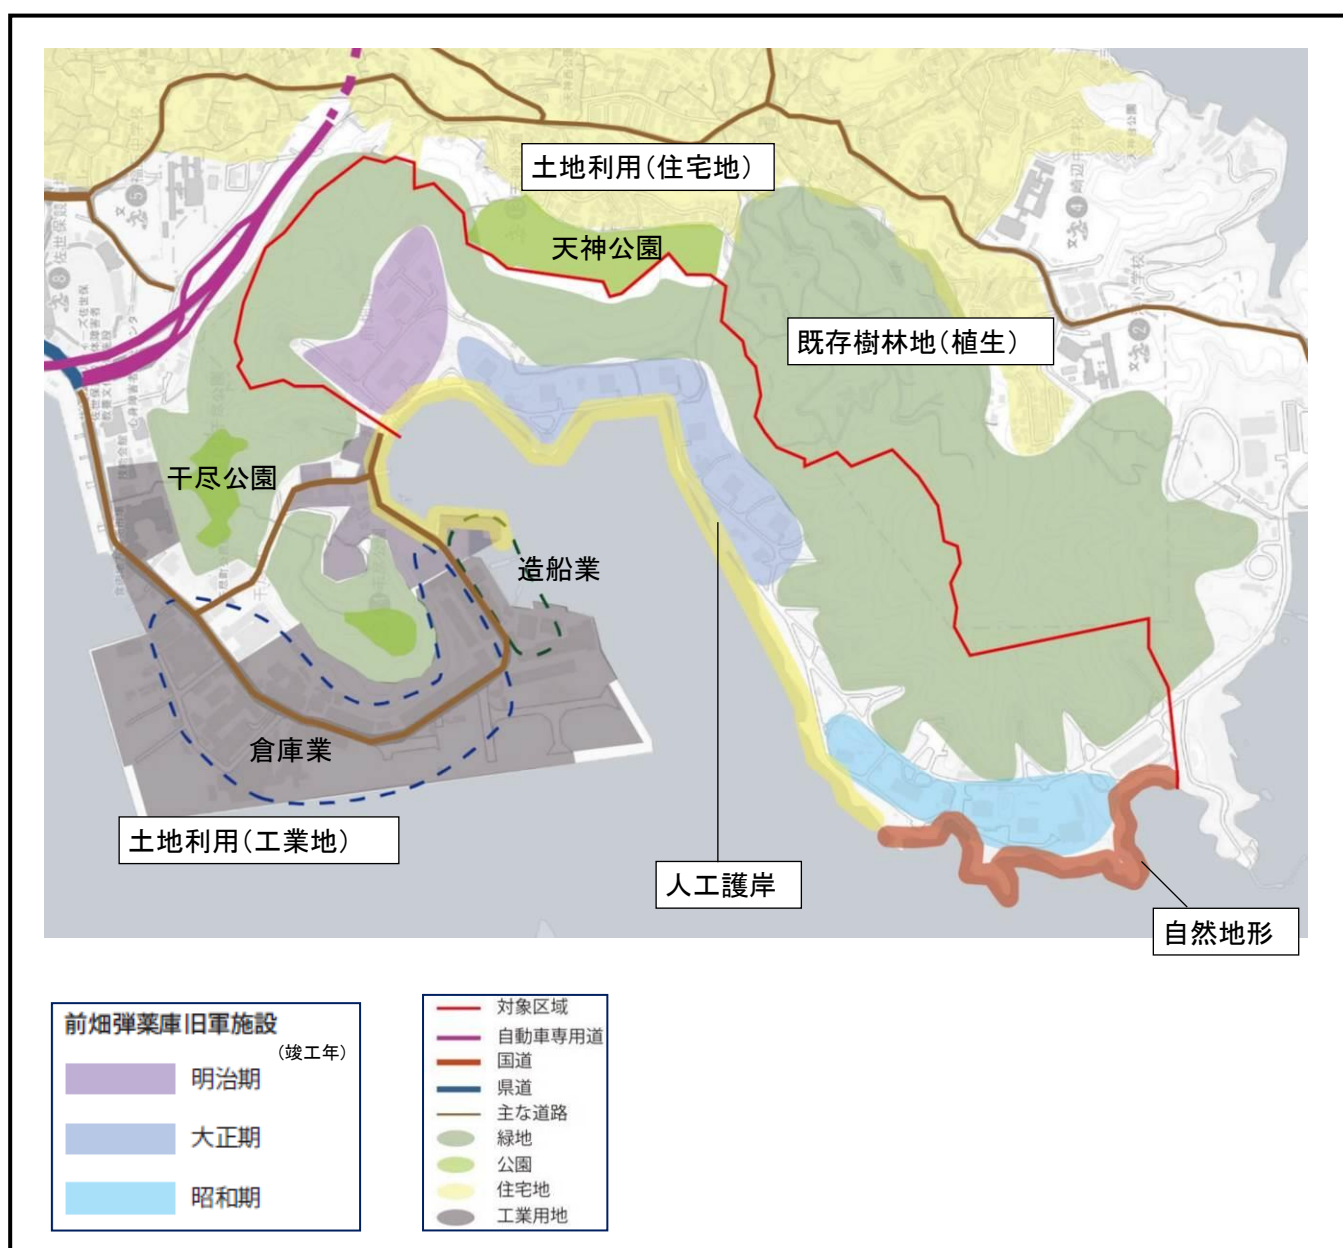 土地利用(住宅地)
天神公園
既存樹林地(植生)
干尽公園
造船業
倉庫業
土地利用(工業地)
人工護岸
自然地形
前畑弾薬庫旧軍施設
(竣工年)
明治期
大正期
昭和期
対象区域
自動車専用道
国道
県道
主な道路
緑地
公園
住宅地
工業用地